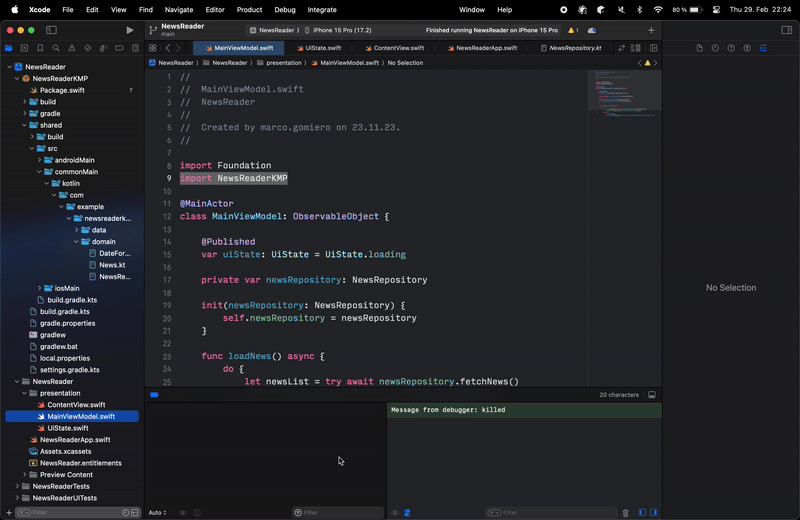 Xcode File Edit View Find Navigate Editor Product Debug Integrate Window Help 80 % Thu 29. Feb 22:24
NewsReader
main
NewsReader ) iPhone 15 Pro (17.2)
Finished running NewsReader on iPhone 15 Pro 1
MainViewModel.swift UiState.swift ContentView.swift NewsReaderApp.swift NewsRepository.kt
NewsReader NewsReader presentation MainViewModel.swift No Selection
NewsReader
NewsReaderKMP
Package.swift ?
build
gradle
shared
build
src
androidMain
commonMain
kotlin
com
example
newsreaderk...
data
domain
DateFor...
News.kt
NewsRe...
iosMain
build.gradle.kts
build.gradle.kts
gradle.properties
gradlew
gradlew.bat
local.properties
settings.gradle.kts
NewsReader
presentation
ContentView.swift
MainViewModel.swift
UiState.swift
NewsReaderApp.swift
Assets.xcassets
NewsReader.entitlements
Preview Content
NewsReaderTests
NewsReaderUITests
Filter
1 //
2 // MainViewModel.swift
3 // NewsReader
4 //
5 // Created by marco.gomiero on 23.11.23.
6 //
7
8 import Foundation
9 import NewsReaderKMP
10
11 @MainActor
12 class MainViewModel: ObservableObject {
13
14 @Published
15 var uiState: UiState = UiState.loading
16
17 private var newsRepository: NewsRepository
18
19 init(newsRepository: NewsRepository) {
20 self.newsRepository = newsRepository
21 }
22
23 func loadNews() async {
24 do {
25 let newsList = try await newsRepository.fetchNews()
20 characters
Message from debugger: killed
Auto
Filter
Filter
No Selection